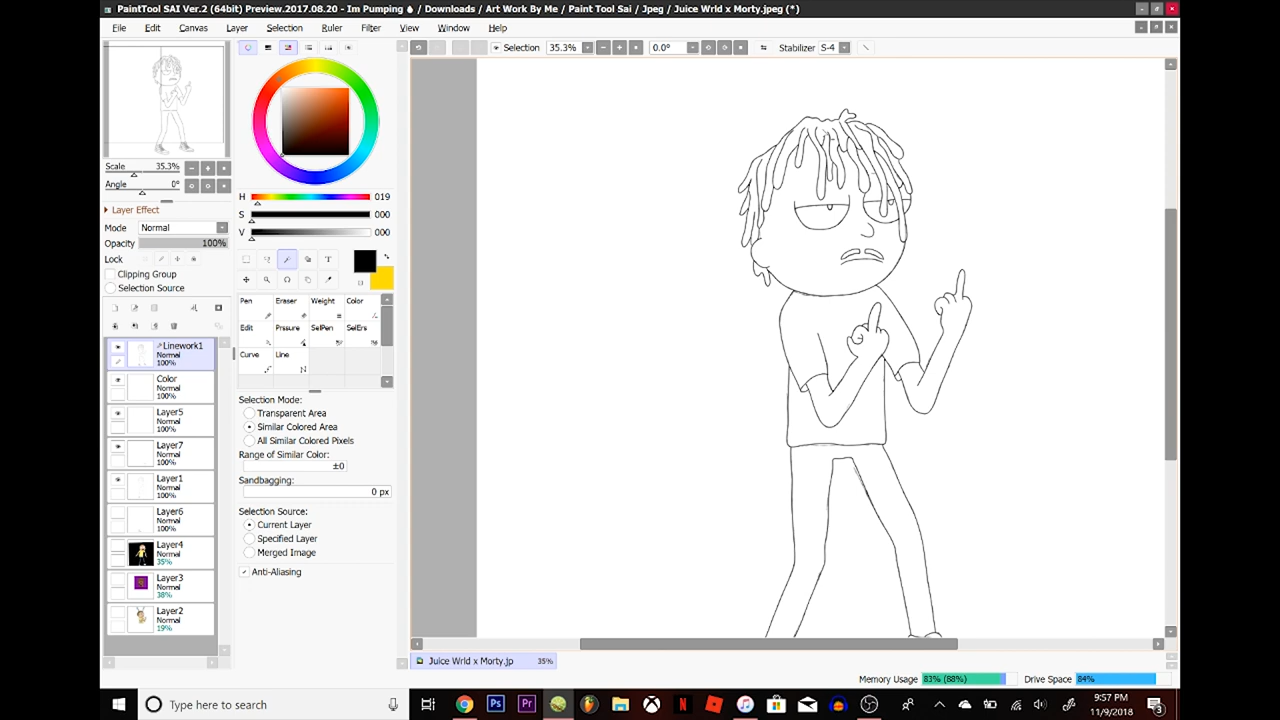 PaintTool SAI Ver.2 (64bit) Preview.2017.08.20 - Im Pumping / Downloads / Art Work By Me / Paint Tool Sai / Jpeg / Juice Wrld x Morty.jpeg (*)
File Edit Canvas Layer Selection Ruler Filter View Window Help
Selection 35.3% 0.0° Stabilizer S-4
Scale 35.3%
Angle 0°
Layer Effect
Mode Normal
Opacity 100%
Lock
Clipping Group
Selection Source
Linework1
Normal
100%
Color
Normal
100%
Layer5
Normal
100%
Layer7
Normal
100%
Layer1
Normal
100%
Layer6
Normal
100%
Layer4
Normal
35%
Layer3
Normal
38%
Layer2
Normal
19%
H 019
S 000
V 000
T
Pen Eraser Weight Color
Edit Prssure SelPen SelErs
Curve Line
Selection Mode:
Transparent Area
Similar Colored Area
All Similar Colored Pixels
Range of Similar Color:
±0
Sandbagging:
0 px
Selection Source:
Current Layer
Specified Layer
Merged Image
Anti-Aliasing
Juice Wrld x Morty.jp 35%
Memory Usage 83% (88%) Drive Space 84%
Type here to search
Ps Pr N
9:57 PM
11/9/2018
3